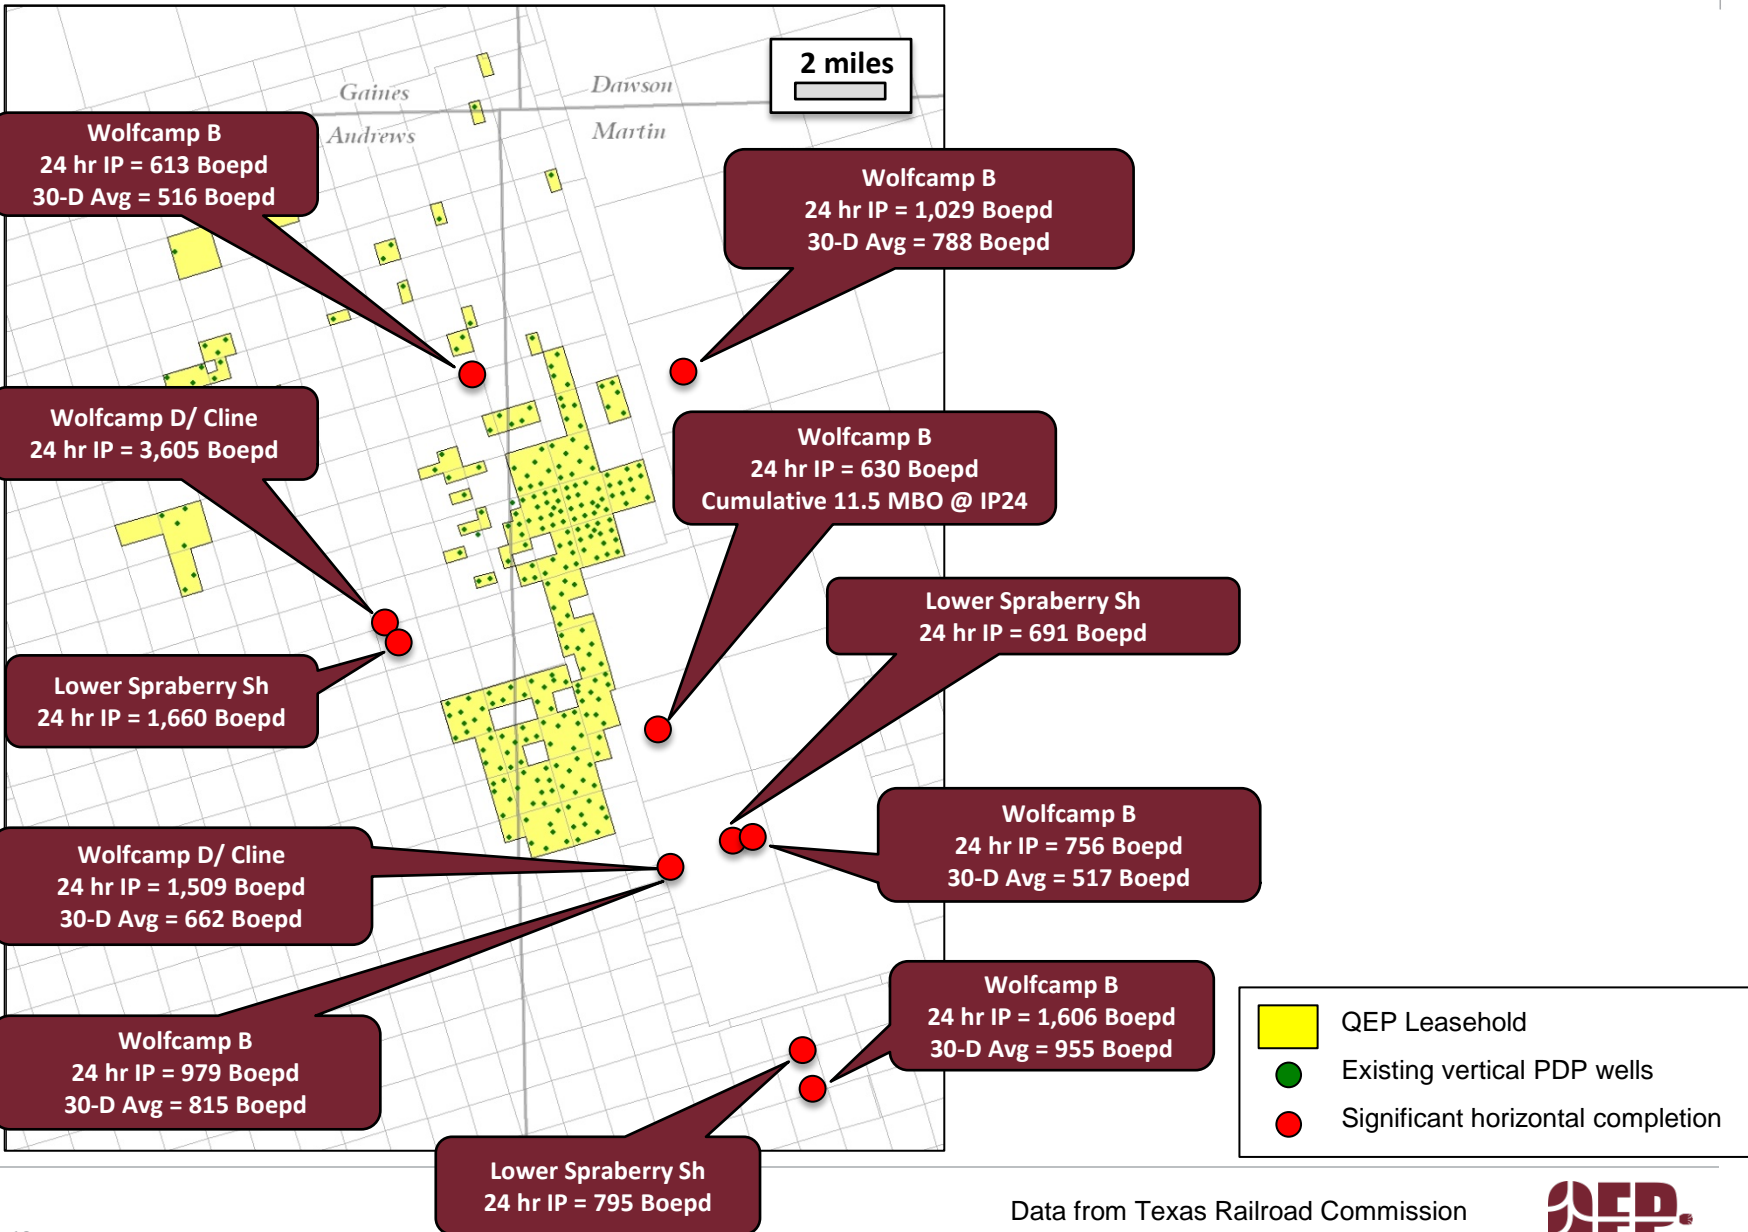 2 miles
Gaines
Dawson
Andrews
Martin
Wolfcamp B
24 hr IP = 613 Boepd
30-D Avg = 516 Boepd
Wolfcamp B
24 hr IP = 1,029 Boepd
30-D Avg = 788 Boepd
Wolfcamp D/ Cline
24 hr IP = 3,605 Boepd
Wolfcamp B
24 hr IP = 630 Boepd
Cumulative 11.5 MBO @ IP24
Lower Spraberry Sh
24 hr IP = 691 Boepd
Lower Spraberry Sh
24 hr IP = 1,660 Boepd
Wolfcamp B
24 hr IP = 756 Boepd
30-D Avg = 517 Boepd
Wolfcamp D/ Cline
24 hr IP = 1,509 Boepd
30-D Avg = 662 Boepd
Wolfcamp B
24 hr IP = 1,606 Boepd
30-D Avg = 955 Boepd
Wolfcamp B
24 hr IP = 979 Boepd
30-D Avg = 815 Boepd
Lower Spraberry Sh
24 hr IP = 795 Boepd
QEP Leasehold
Existing vertical PDP wells
Significant horizontal completion
Data from Texas Railroad Commission
QEP